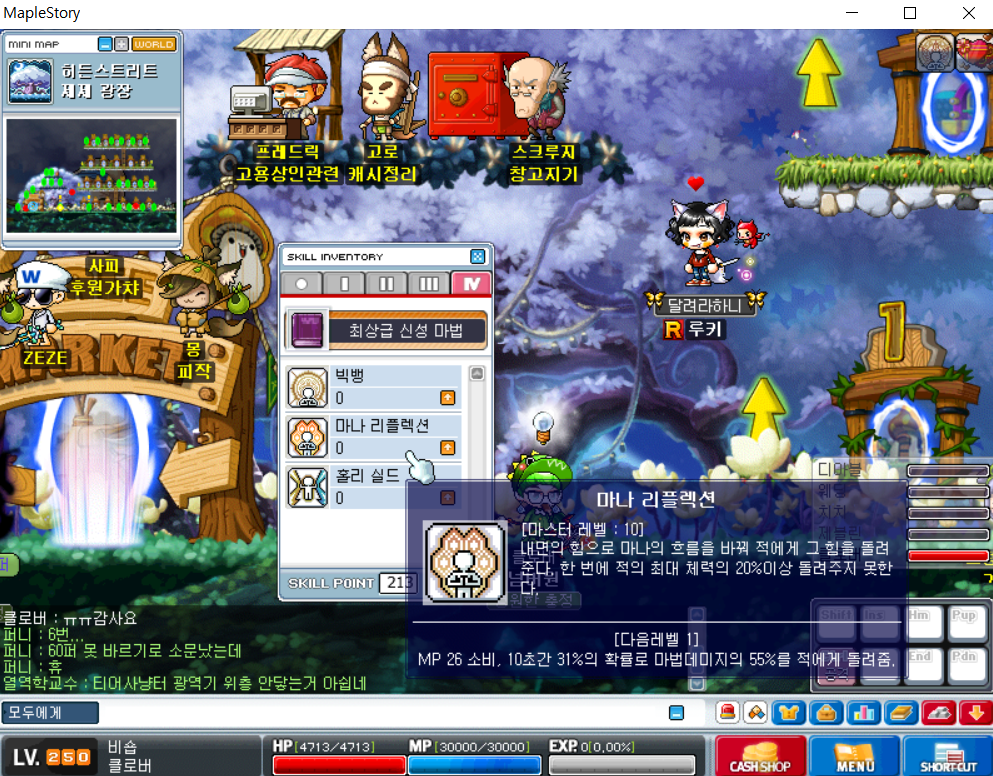 MapleStory
MINI MAP
WORLD
히든스트리트
제제 광장
프레드릭
고용상인관련
고로
캐시정리
스크루지
창고지기
사피
후원가챠
SKILL INVENTORY
I II III IV
최상급 신성 마법
달려라하니
R 루키
1
ZEZE
몽
피작
MARKET
빅뱅
0
마나 리플렉션
0
홀리 실드
0
SKILL POINT 213
마나 리플렉션
[마스터 레벨 : 10]
내면의 힘으로 마나의 흐름을 바꿔 적에게 그 힘을 돌려
준다. 한 번에 적의 최대 체력의 20%이상 돌려주지 못한
다.
[다음레벨 1]
MP 26 소비, 10초간 31%의 확률로 마법데미지의 55%를 적에게 돌려줌.
클로버 : ㅠㅠ감사요
퍼니 : 6번...
퍼니 : 60퍼 못 바르기로 소문났는데
퍼니 : 휴
열역학교수 : 티어사냥터 광역기 위층 안닿는거 아쉽네
Shift Ins Hm Pup
End Pdn
모두에게
LV. 250
비숍
클로버
HP[4713/4713] MP[30000/30000] EXP.0[0.00%]
CASH SHOP
MENU
SHORT CUT